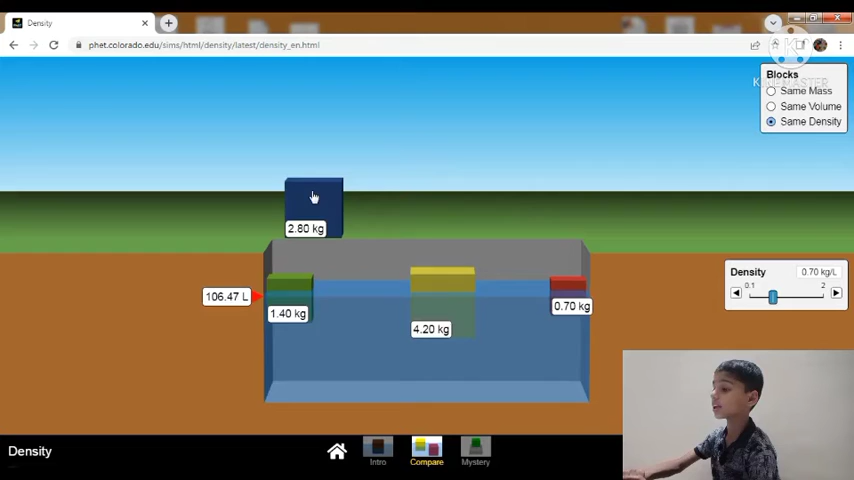 Density
phet.colorado.edu/sims/html/density/latest/density_en.html
Blocks
KINEMASTER
Same Mass
Same Volume
Same Density
2.80 kg
Density 0.70 kg/L
0.1 2
106.47 L
1.40 kg
4.20 kg
0.70 kg
Density
Intro
Compare
Mystery